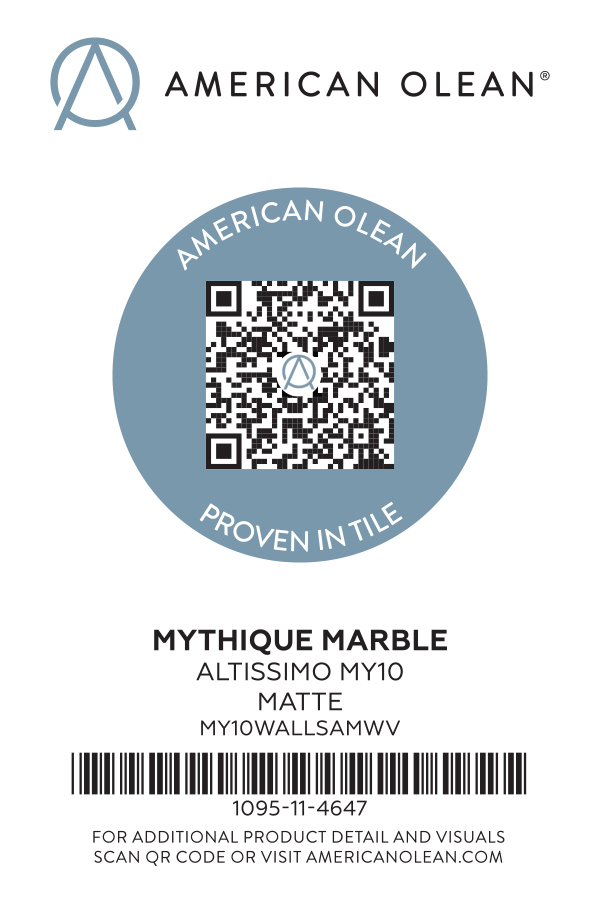 AMERICAN OLEAN®
AMERICAN OLEAN
PROVEN IN TILE
MYTHIQUE MARBLE
ALTISSIMO MY10
MATTE
MY10WALLSAMWV
1095-11-4647
FOR ADDITIONAL PRODUCT DETAIL AND VISUALS
SCAN QR CODE OR VISIT AMERICANOLEAN.COM